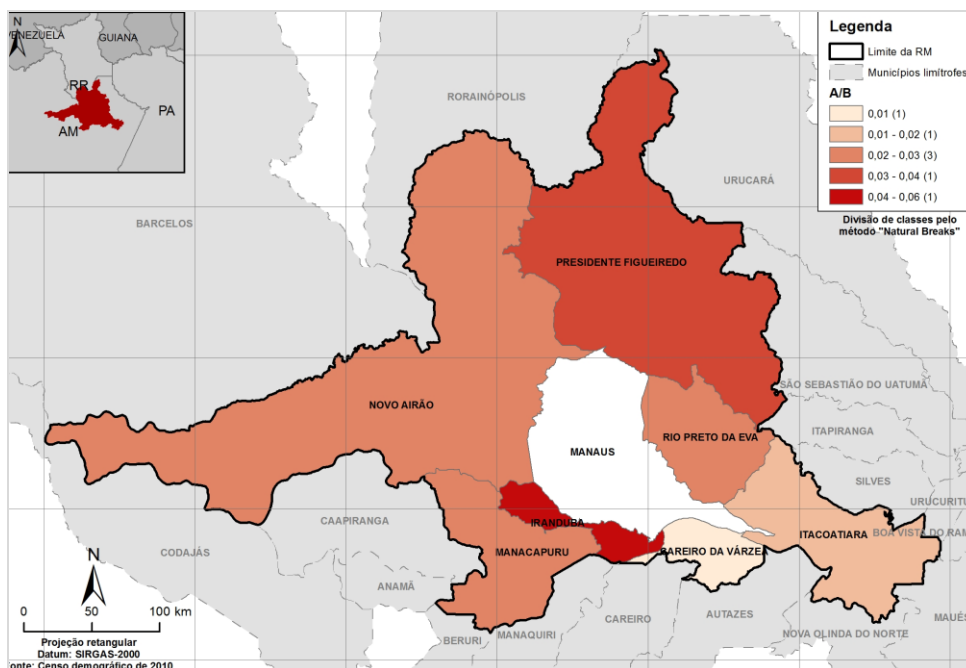 N
VENEZUELA
GUIANA
RR
PA
AM
Legenda
Limite da RM
Municípios limítrofes
A/B
0,01 (1)
0,01 - 0,02 (1)
0,02 - 0,03 (3)
0,03 - 0,04 (1)
0,04 - 0,06 (1)
Divisão de classes pelo
método "Natural Breaks"
RORAINÓPOLIS
URUCARÁ
BARCELOS
PRESIDENTE FIGUEIREDO
SÃO SEBASTIÃO DO UATUMÃ
NOVO AIRÃO
ITAPIRANGA
RIO PRETO DA EVA
MANAUS
SILVES
URUCURITU
CAAPIRANGA
IRANDUBA
ITACOATIARA
BOA VISTA DO RAM
CODAJÁS
MANACAPURU
CAREIRO DA VÁRZEA
ANAMÃ
N
0 50 100 km
CAREIRO
AUTAZES
MAUÉS
BERURI
MANAQUIRI
NOVA OLINDA DO NORTE
Projeção retangular
Datum: SIRGAS-2000
onte: Censo demográfico de 2010